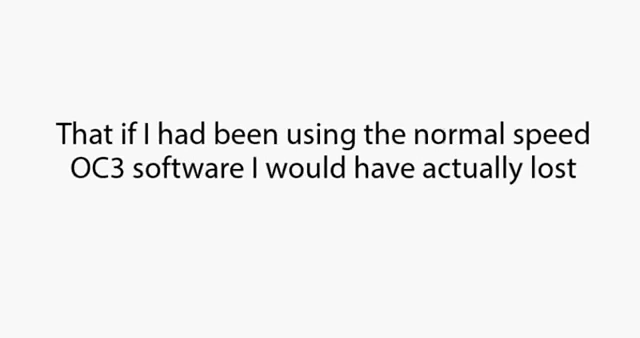 That if I had been using the normal speed
OC3 software I would have actually lost